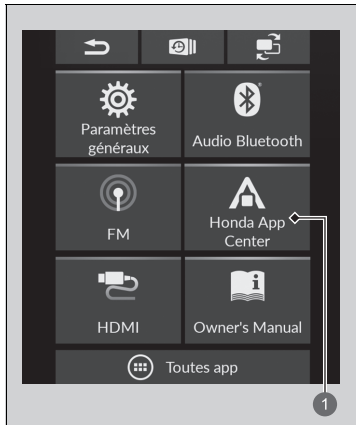 Paramètres
généraux
Audio Bluetooth
FM
Honda App
Center
HDMI
Owner's Manual
Toutes app
1